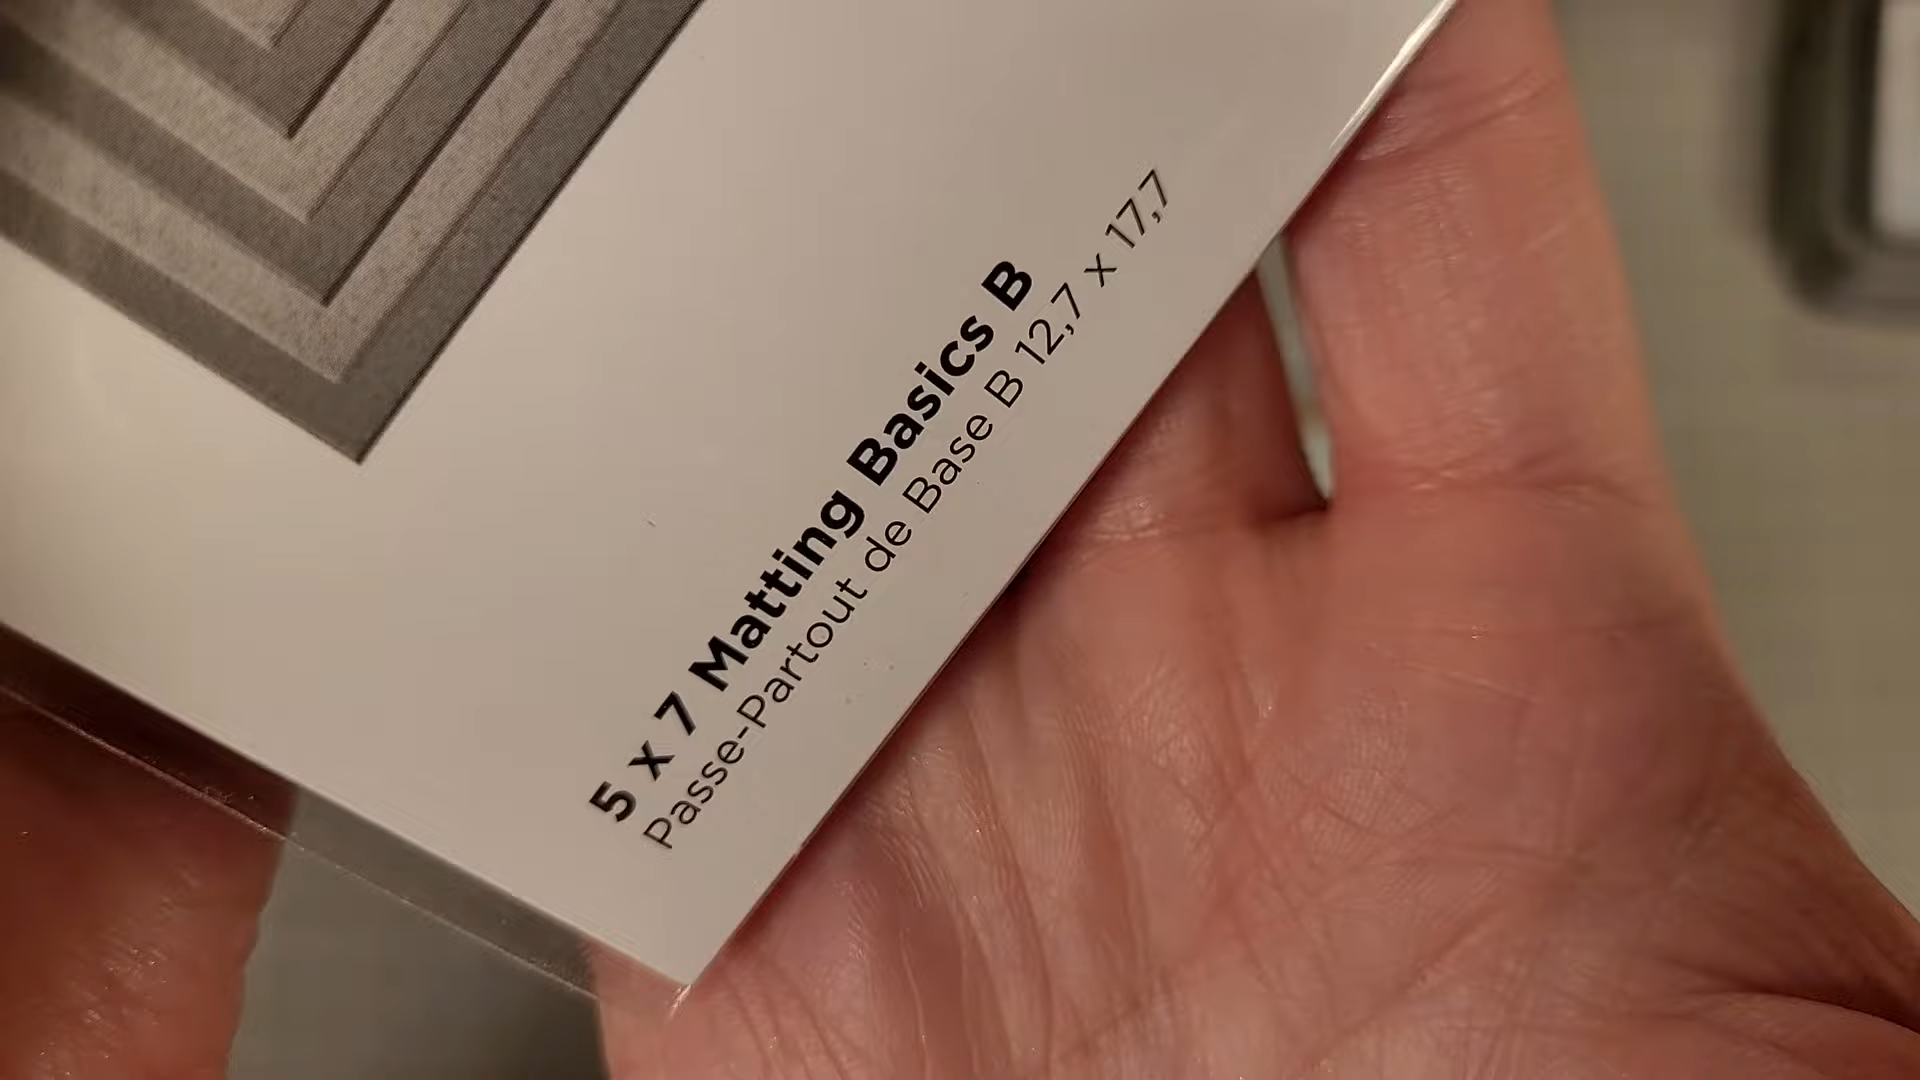 5 x 7 Matting Basics B
Passe-Partout de Base B 12,7 x 17,7